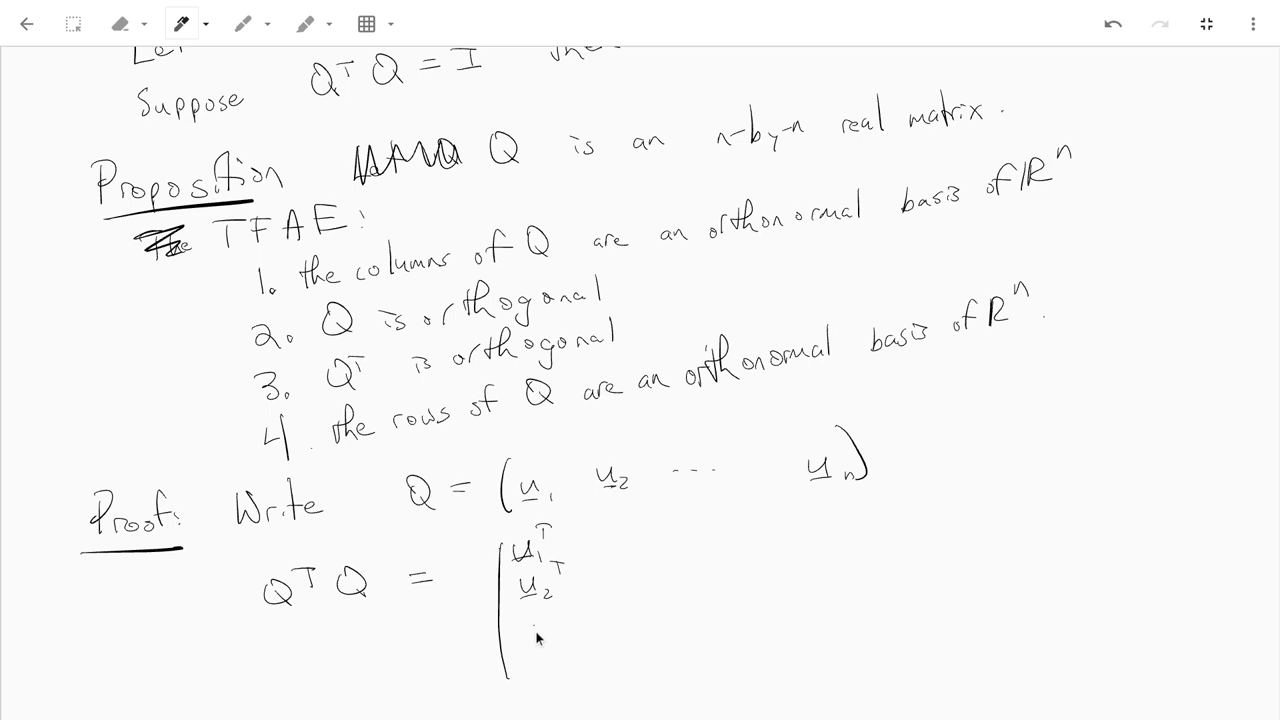 Let
Suppose Q^T Q = I then
Proposition Q is an n-by-n real matrix.
TFAE:
1. the columns of Q are an orthonormal basis of R^n
2. Q is orthogonal
3. Q^T is orthogonal
4. the rows of Q are an orthonormal basis of R^n.
Proof: Write Q = (u_1 u_2 ... u_n)
Q^T Q = ( u_1^T
u_2^T